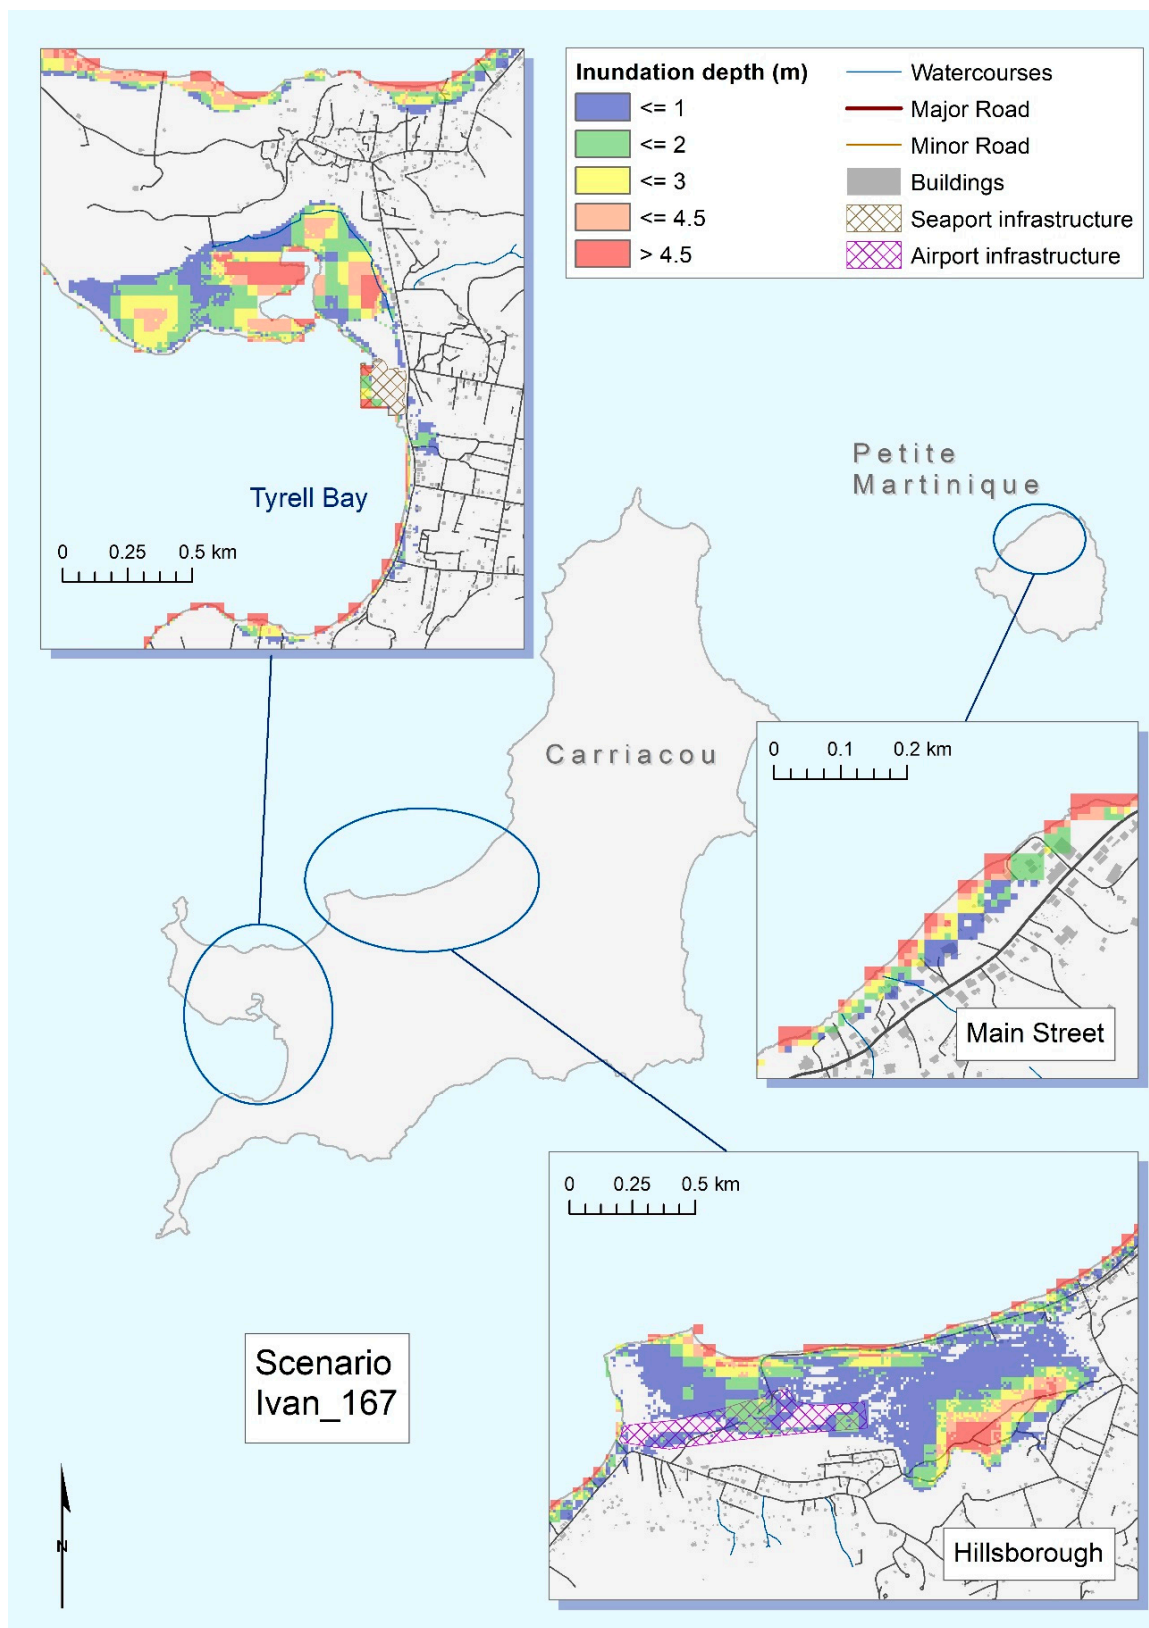 Inundation depth (m)
<= 1
<= 2
<= 3
<= 4.5
> 4.5
Watercourses
Major Road
Minor Road
Buildings
Seaport infrastructure
Airport infrastructure
Tyrell Bay
0 0.25 0.5 km
Petite
Martinique
Carriacou
0 0.1 0.2 km
Main Street
0 0.25 0.5 km
Hillsborough
Scenario
Ivan_167
N